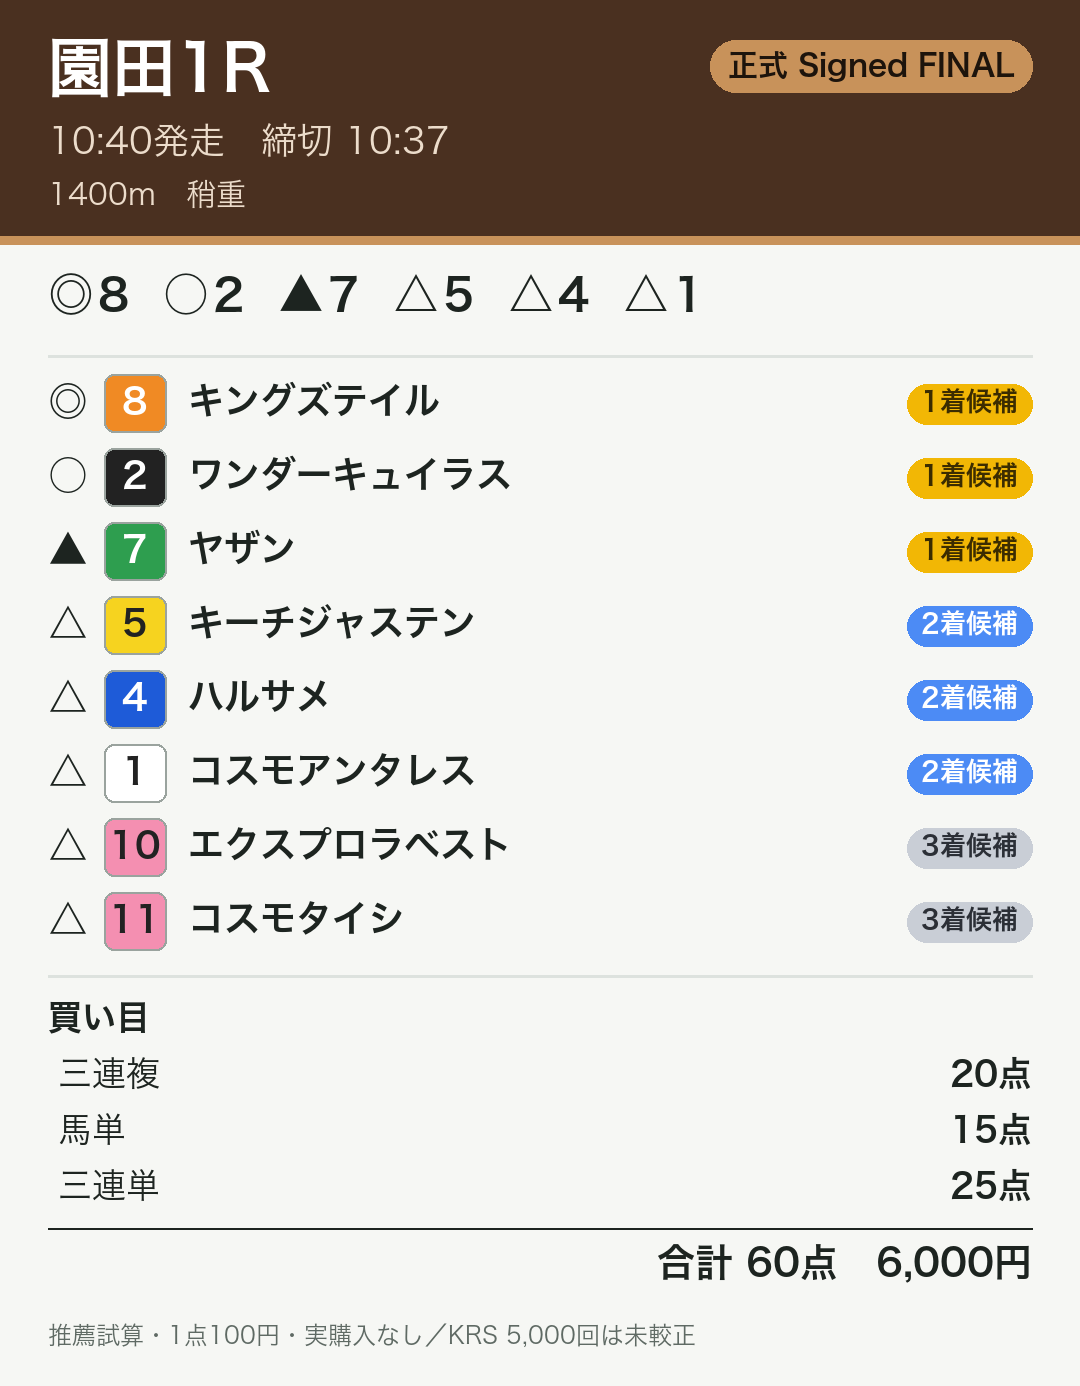 園田1R
正式 Signed FINAL
10:40発走　締切 10:37
1400m　稍重
◎8 ○2 ▲7 △5 △4 △1
◎ 8 キングズテイル 1着候補
○ 2 ワンダーキュイラス 1着候補
▲ 7 ヤザン 1着候補
△ 5 キーチジャステン 2着候補
△ 4 ハルサメ 2着候補
△ 1 コスモアンタレス 2着候補
△ 10 エクスプロラベスト 3着候補
△ 11 コスモタイシ 3着候補
買い目
三連複 20点
馬単 15点
三連単 25点
合計 60点　6,000円
推薦試算・1点100円・実購入なし／KRS 5,000回は未較正